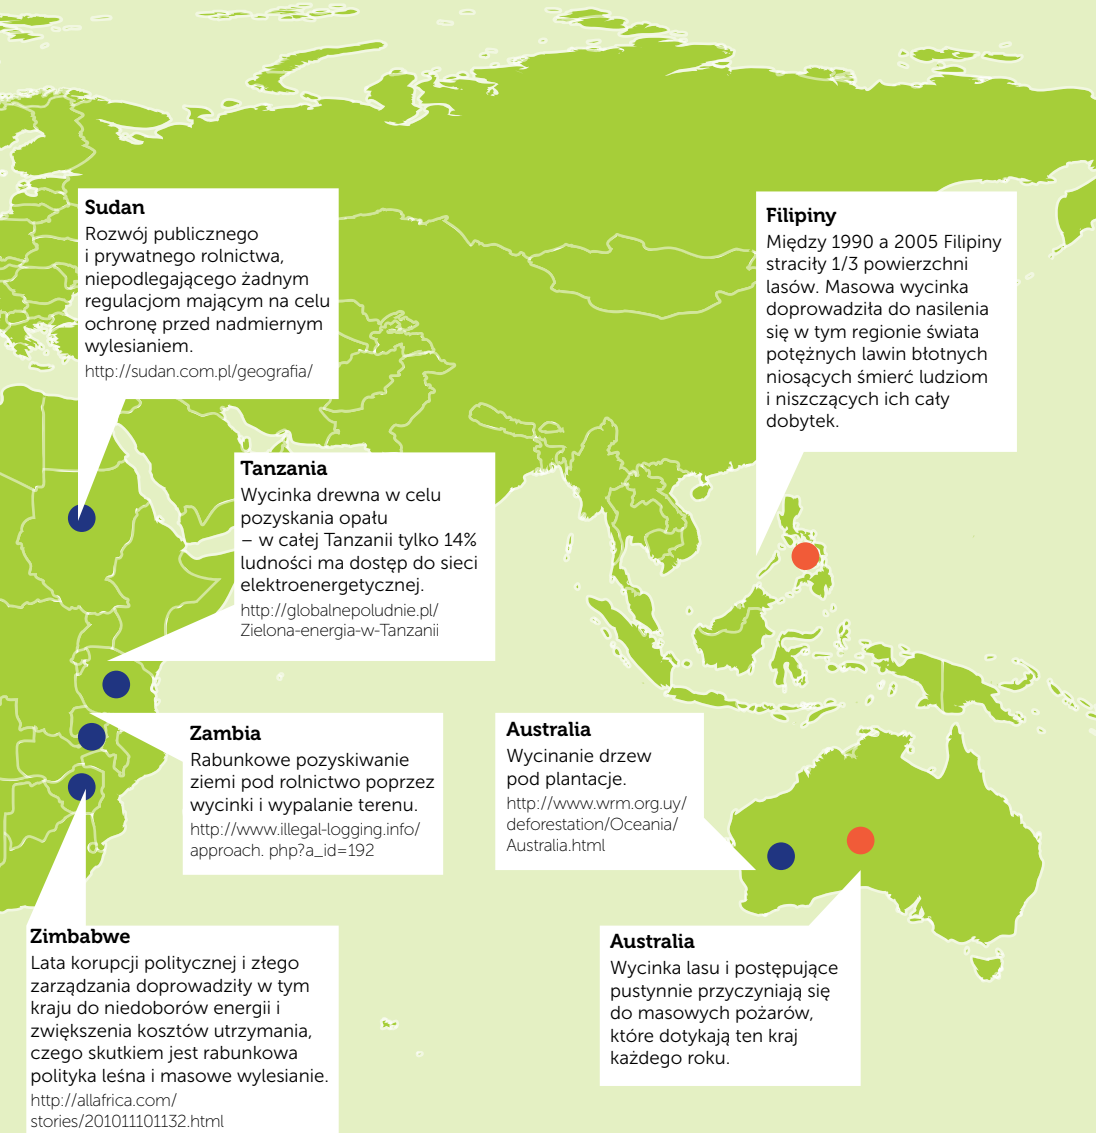 Sudan
Rozwój publicznego
i prywatnego rolnictwa,
niepodlegającego żadnym
regulacjom mającym na celu
ochronę przed nadmiernym
wylesianiem.
http://sudan.com.pl/geografia/
Filipiny
Między 1990 a 2005 Filipiny
straciły 1/3 powierzchni
lasów. Masowa wycinka
doprowadziła do nasilenia
się w tym regionie świata
potężnych lawin błotnych
niosących śmierć ludziom
i niszczących ich cały
dobytek.
Tanzania
Wycinka drewna w celu
pozyskania opału
– w całej Tanzanii tylko 14%
ludności ma dostęp do sieci
elektroenergetycznej.
http://globalnepoludnie.pl/
Zielona-energia-w-Tanzanii
Zambia
Rabunkowe pozyskiwanie
ziemi pod rolnictwo poprzez
wycinki i wypalanie terenu.
http://www.illegal-logging.info/
approach. php?a_id=192
Australia
Wycinanie drzew
pod plantacje.
http://www.wrm.org.uy/
deforestation/Oceania/
Australia.html
Zimbabwe
Lata korupcji politycznej i złego
zarządzania doprowadziły w tym
kraju do niedoborów energii i
zwiększenia kosztów utrzymania,
czego skutkiem jest rabunkowa
polityka leśna i masowe wylesianie.
http://allafrica.com/
stories/201011101132.html
Australia
Wycinka lasu i postępujące
pustynnie przyczyniają się
do masowych pożarów,
które dotykają ten kraj
każdego roku.